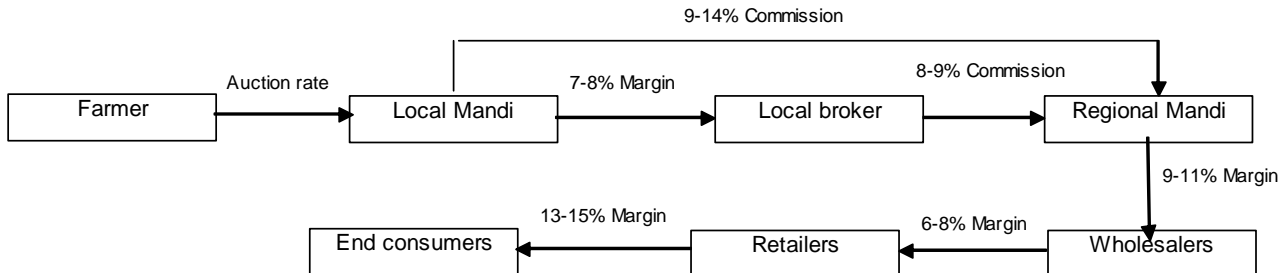 9-14% Commission
Auction rate
7-8% Margin
8-9% Commission
Farmer
Local Mandi
Local broker
Regional Mandi
9-11% Margin
13-15% Margin
6-8% Margin
End consumers
Retailers
Wholesalers